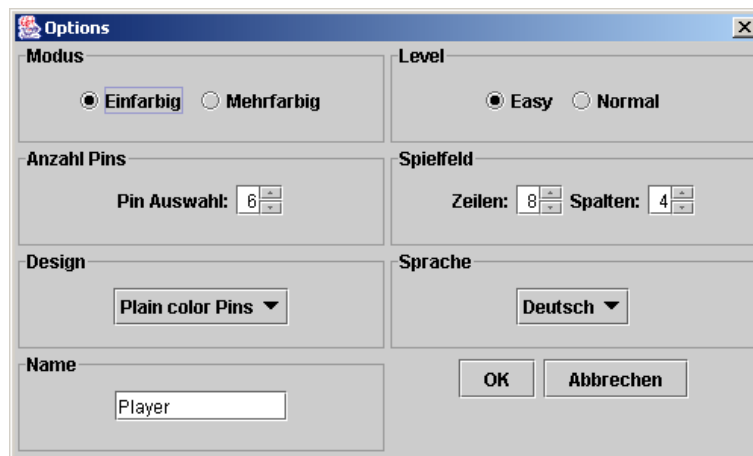 Options
Modus
Einfarbig Mehrfarbig
Level
Easy Normal
Anzahl Pins
Pin Auswahl: 6
Spielfeld
Zeilen: 8 Spalten: 4
Design
Plain color Pins
Sprache
Deutsch
Name
Player
OK Abbrechen